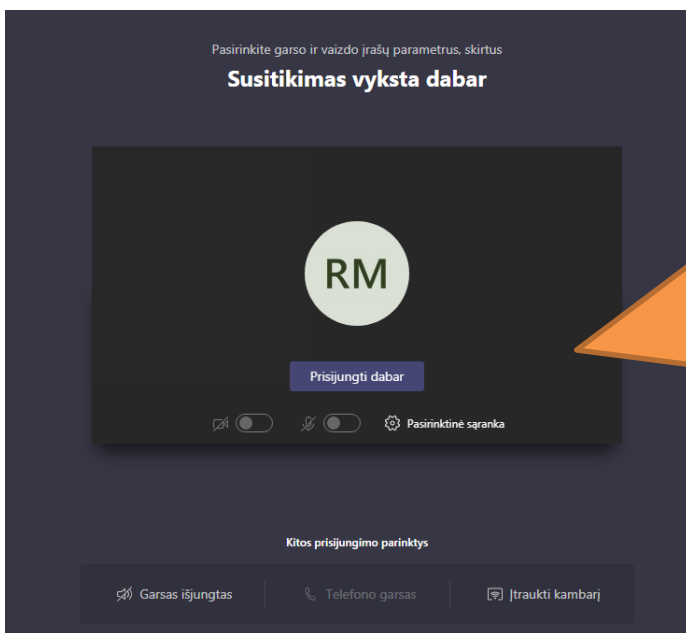 Pasirinkite garso ir vaizdo įrašų parametrus, skirtus
Susitikimas vyksta dabar
RM
Prisijungti dabar
Pasirinktinė sąranka
Kitos prisijungimo parinktys
Garsas išjungtas
Telefono garsas
Įtraukti kambarį